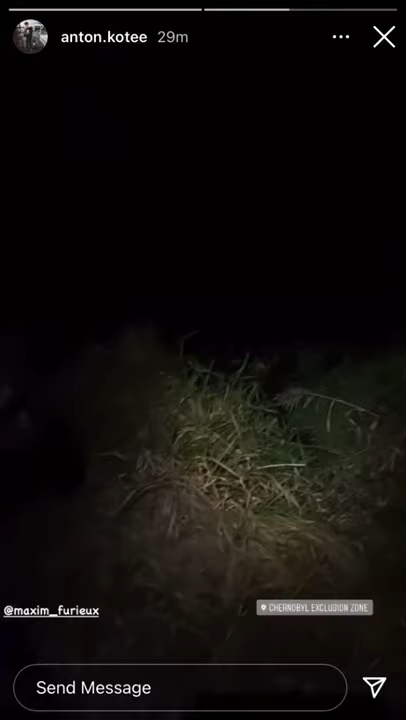 anton.kotee 29m
@maxim_furieux
CHERNOBYL EXCLUSION ZONE
Send Message